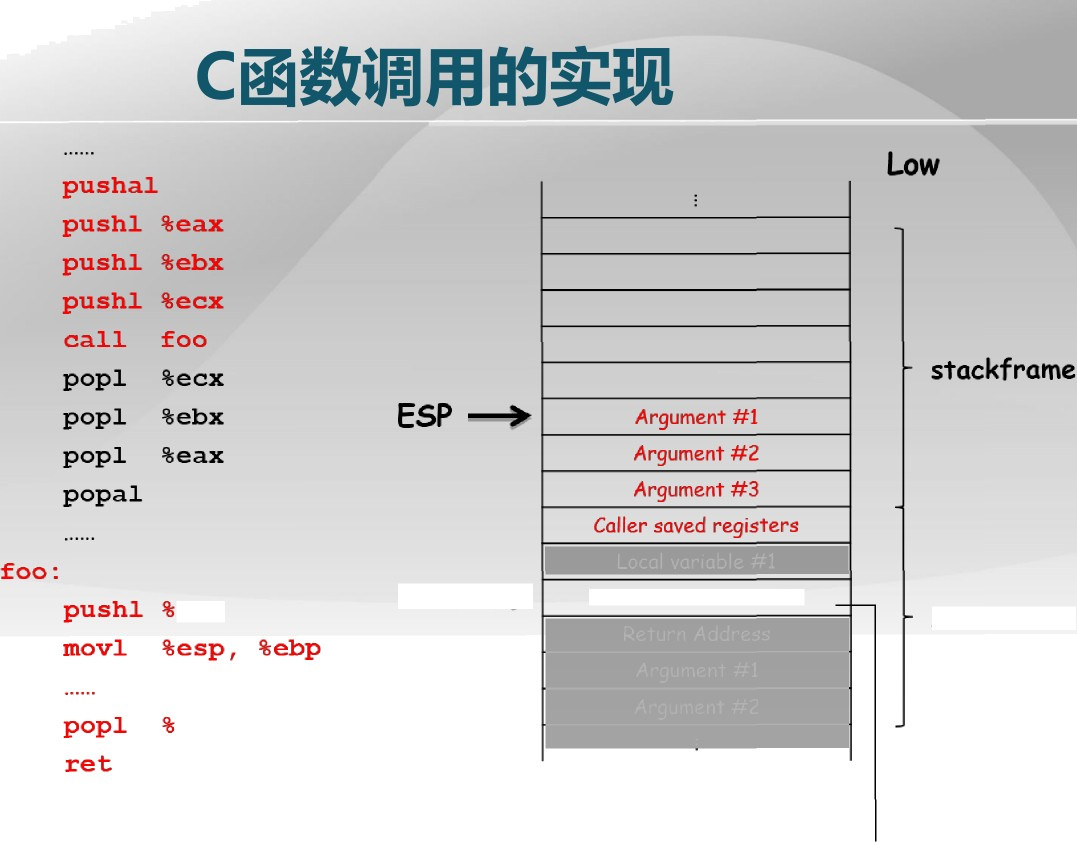 C函数调用的实现
……
pushal
pushl %eax
pushl %ebx
pushl %ecx
call foo
popl %ecx
popl %ebx
popl %eax
popal
……
foo:
pushl %
movl %esp, %ebp
……
popl %
ret
Low
⋮
stackframe
ESP
Argument #1
Argument #2
Argument #3
Caller saved registers
Local variable #1
Return Address
Argument #1
Argument #2